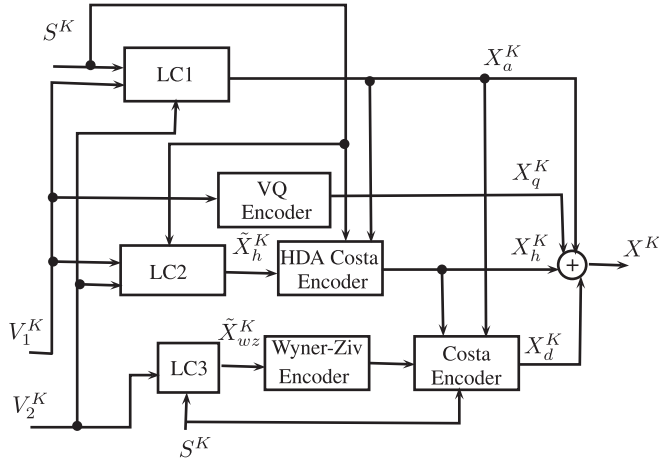 S^K
LC1
X_a^K
VQ
Encoder
X_q^K
LC2
X̃_h^K
HDA Costa
Encoder
X_h^K
+
X^K
V_1^K
LC3
X̃_{wz}^K
Wyner-Ziv
Encoder
Costa
Encoder
X_d^K
V_2^K
S^K